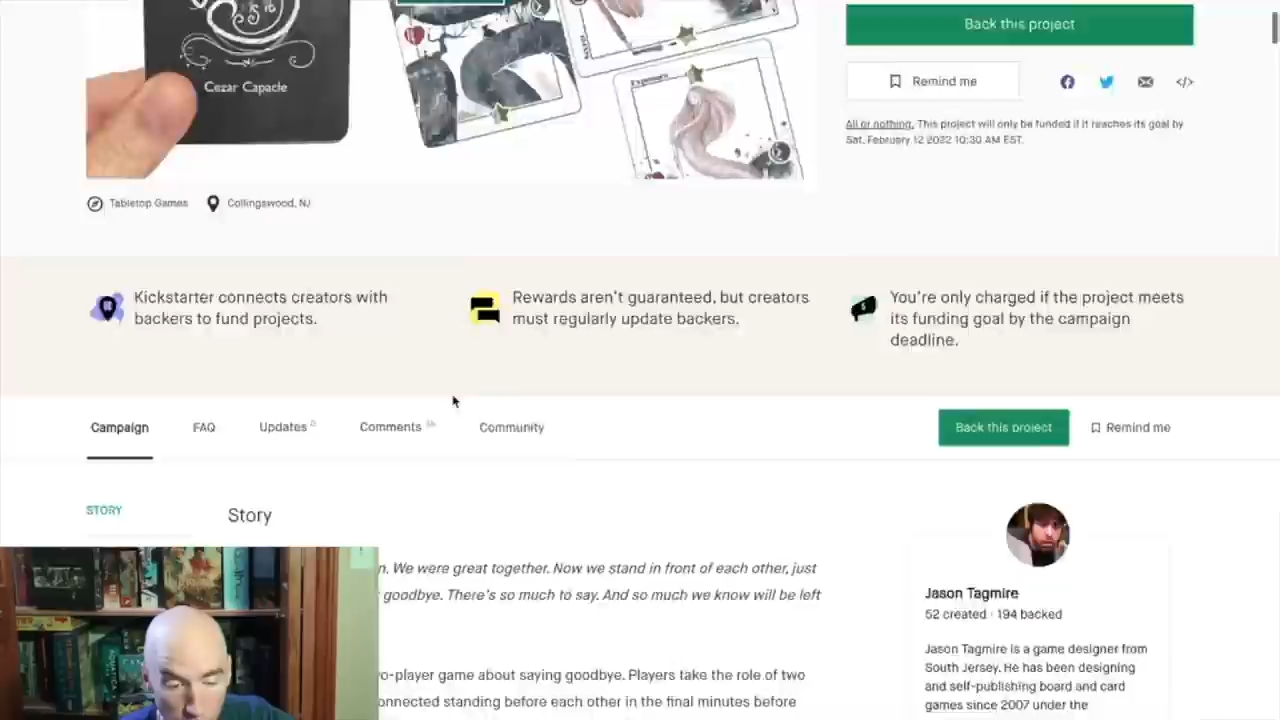 Cezar Capacle
Back this project
Remind me
</>
All or nothing. This project will only be funded if it reaches its goal by
Sat, February 12 2022 10:30 AM EST.
Tabletop Games
Collingswood, NJ
Kickstarter connects creators with
backers to fund projects.
Rewards aren't guaranteed, but creators
must regularly update backers.
You're only charged if the project meets
its funding goal by the campaign
deadline.
Campaign
FAQ
Updates
Comments
Community
Back this project
Remind me
STORY
Story
n. We were great together. Now we stand in front of each other, just
goodbye. There's so much to say. And so much we know will be left
vo-player game about saying goodbye. Players take the role of two
onnected standing before each other in the final minutes before
Jason Tagmire
52 created · 194 backed
Jason Tagmire is a game designer from
South Jersey. He has been designing
and self-publishing board and card
games since 2007 under the